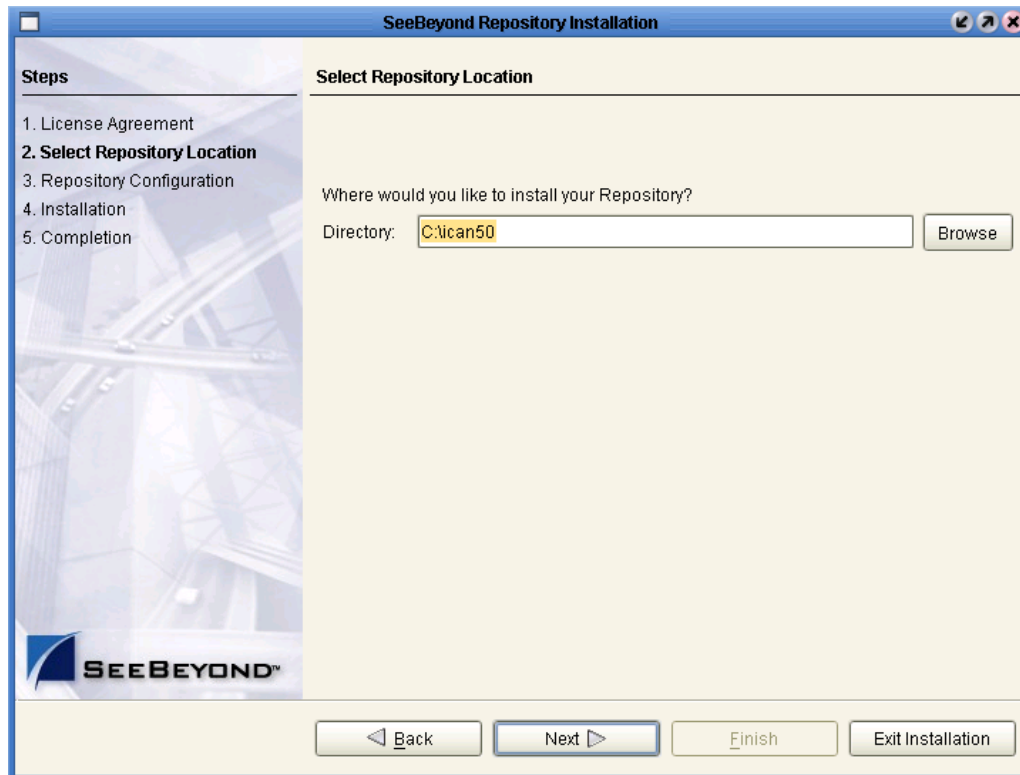 SeeBeyond Repository Installation
Steps
1. License Agreement
2. Select Repository Location
3. Repository Configuration
4. Installation
5. Completion
SEEBEYOND™
Select Repository Location
Where would you like to install your Repository?
Directory: C:\ican50 Browse
Back Next Finish Exit Installation